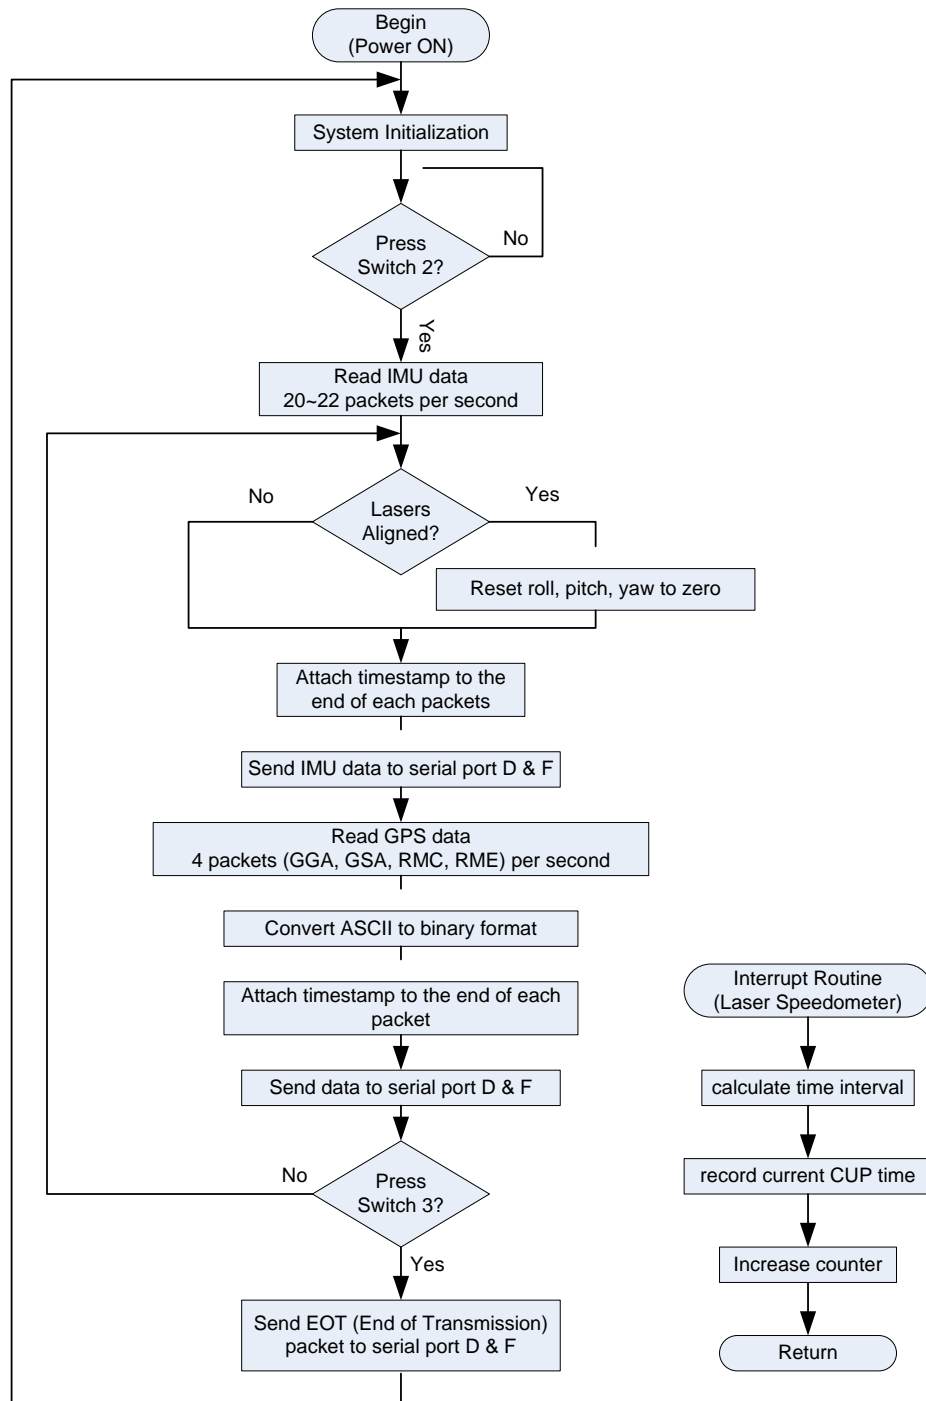 Begin
(Power ON)
System Initialization
Press
Switch 2?
No
Yes
Read IMU data
20~22 packets per second
No
Yes
Lasers
Aligned?
Reset roll, pitch, yaw to zero
Attach timestamp to the
end of each packets
Send IMU data to serial port D & F
Read GPS data
4 packets (GGA, GSA, RMC, RME) per second
Convert ASCII to binary format
Attach timestamp to the end of each
packet
Send data to serial port D & F
No
Press
Switch 3?
Yes
Send EOT (End of Transmission)
packet to serial port D & F
Interrupt Routine
(Laser Speedometer)
calculate time interval
record current CUP time
Increase counter
Return